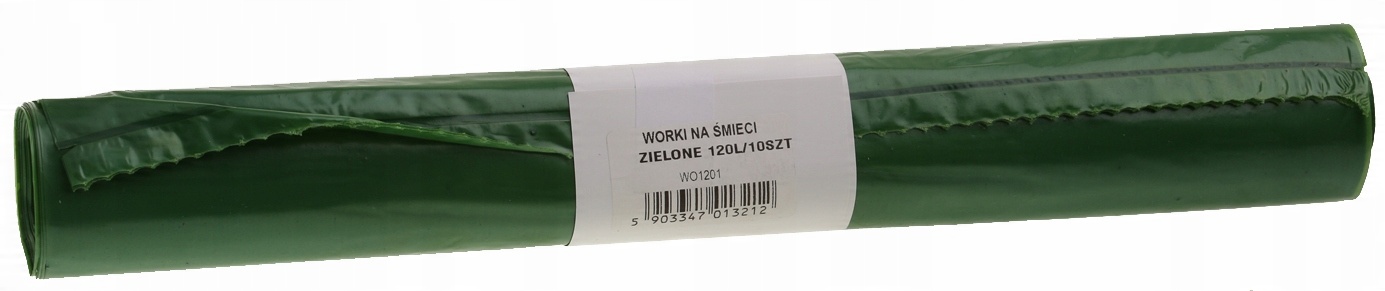 WORKI NA ŚMIECI
ZIELONE 120L/10SZT
WO1201
5 903347 013212